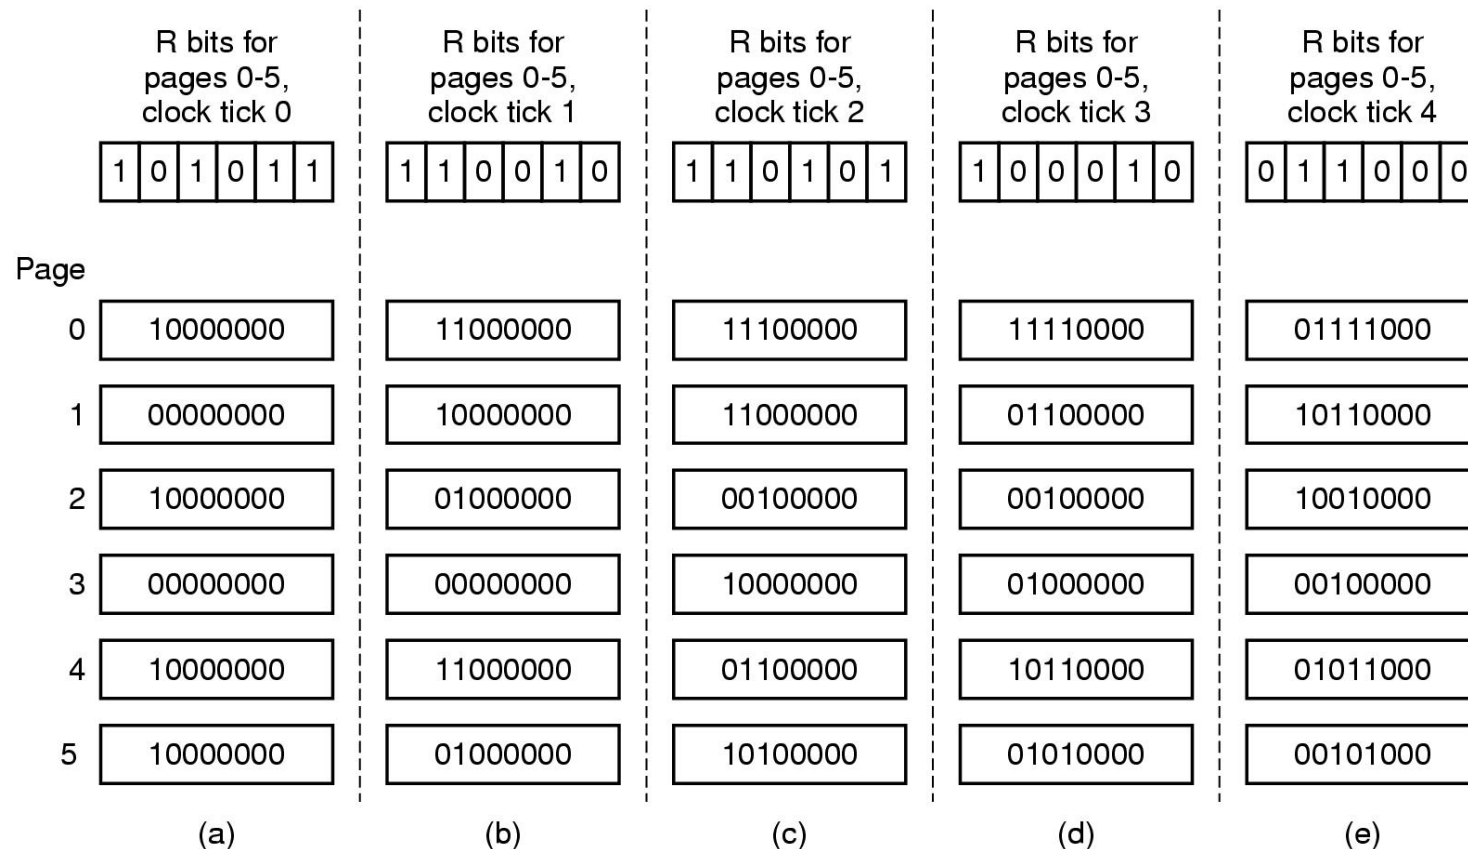 R bits for
pages 0-5,
clock tick 0
R bits for
pages 0-5,
clock tick 1
R bits for
pages 0-5,
clock tick 2
R bits for
pages 0-5,
clock tick 3
R bits for
pages 0-5,
clock tick 4
1 0 1 0 1 1
1 1 0 0 1 0
1 1 0 1 0 1
1 0 0 0 1 0
0 1 1 0 0 0
Page
0 10000000 11000000 11100000 11110000 01111000
1 00000000 10000000 11000000 01100000 10110000
2 10000000 01000000 00100000 00100000 10010000
3 00000000 00000000 10000000 01000000 00100000
4 10000000 11000000 01100000 10110000 01011000
5 10000000 01000000 10100000 01010000 00101000
(a) (b) (c) (d) (e)